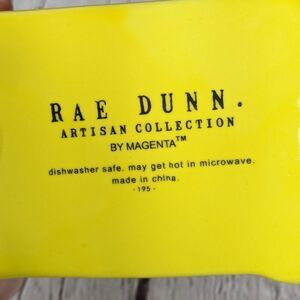 RAE DUNN.
ARTISAN COLLECTION
BY MAGENTA™
dishwasher safe. may get hot in microwave.
made in china.
- 195 -